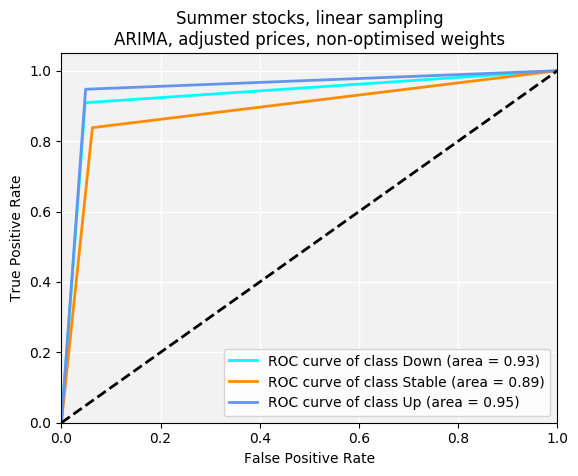 Summer stocks, linear sampling
ARIMA, adjusted prices, non-optimised weights
True Positive Rate
1.0
0.8
0.6
0.4
0.2
0.0
0.0 0.2 0.4 0.6 0.8 1.0
False Positive Rate
ROC curve of class Down (area = 0.93)
ROC curve of class Stable (area = 0.89)
ROC curve of class Up (area = 0.95)